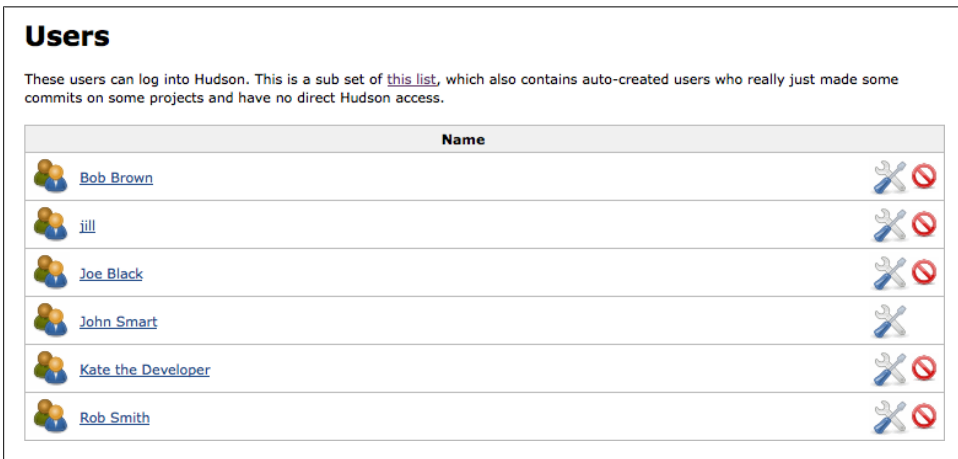 Users
These users can log into Hudson. This is a sub set of this list, which also contains auto-created users who really just made some
commits on some projects and have no direct Hudson access.
Name
Bob Brown
jill
Joe Black
John Smart
Kate the Developer
Rob Smith